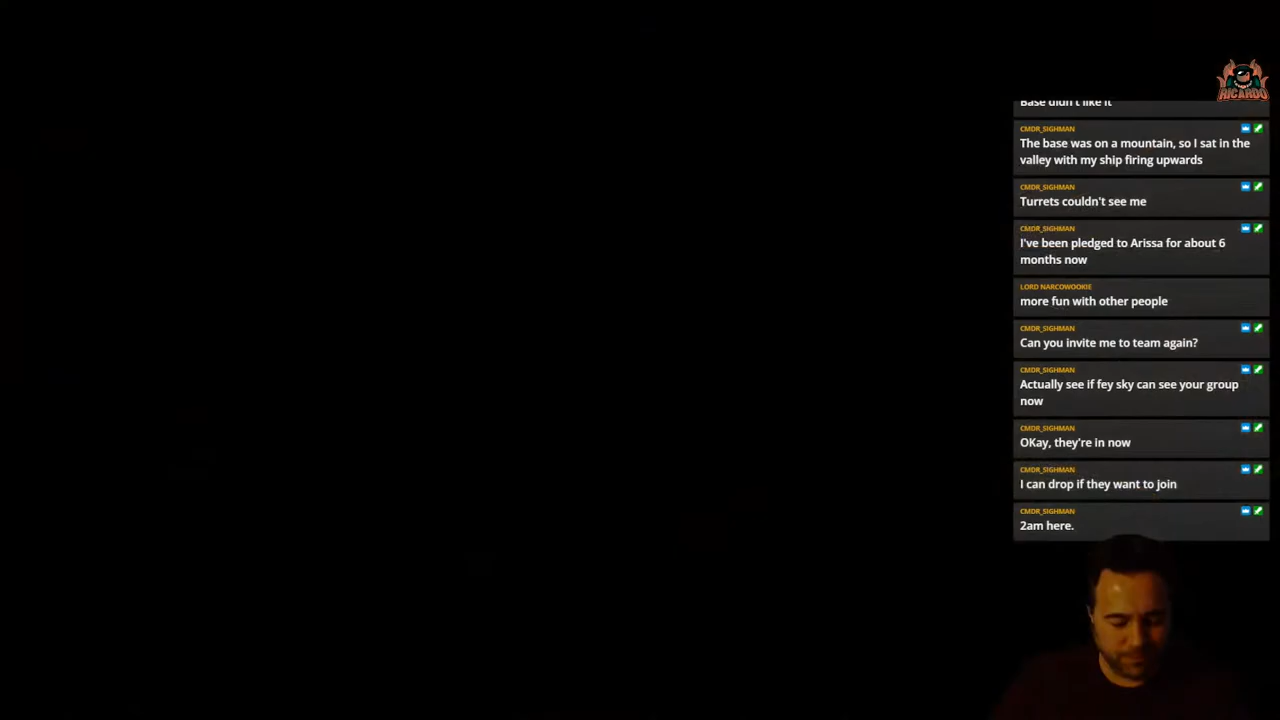 RICARDO
Base didn't like it
CMDR_SIGHMAN
The base was on a mountain, so I sat in the
valley with my ship firing upwards
CMDR_SIGHMAN
Turrets couldn't see me
CMDR_SIGHMAN
I've been pledged to Arissa for about 6
months now
LORD NARCOWOOKIE
more fun with other people
CMDR_SIGHMAN
Can you invite me to team again?
CMDR_SIGHMAN
Actually see if fey sky can see your group
now
CMDR_SIGHMAN
OKay, they're in now
CMDR_SIGHMAN
I can drop if they want to join
CMDR_SIGHMAN
2am here.